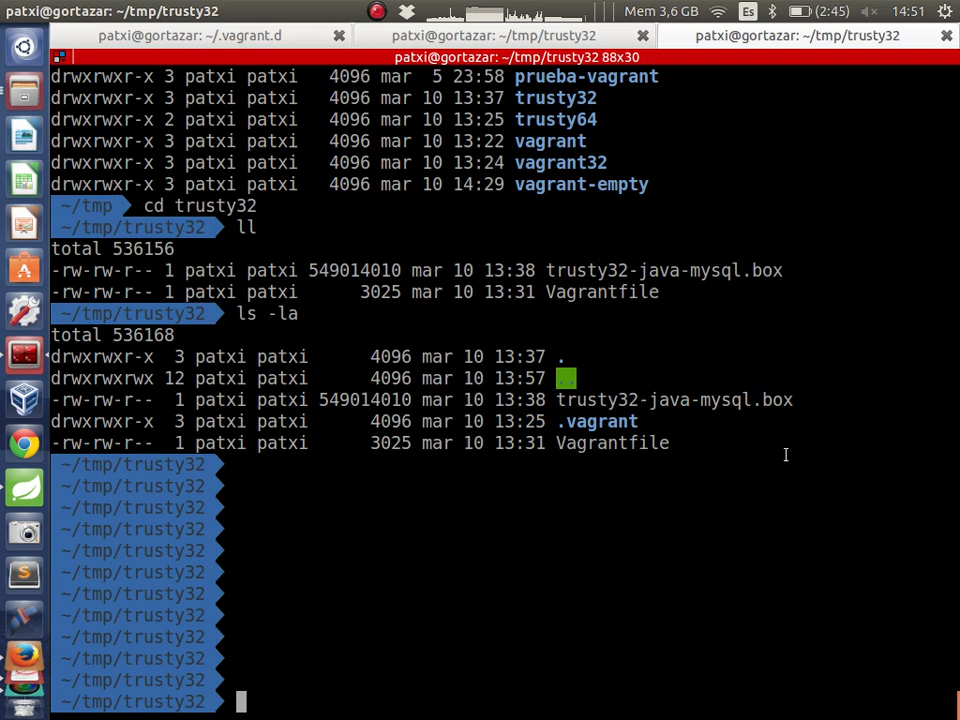 patxi@gortazar: ~/tmp/trusty32 Mem 3,6 GB Es (2:45) 14:51
patxi@gortazar: ~/.vagrant.d patxi@gortazar: ~/tmp/trusty32 patxi@gortazar: ~/tmp/trusty32
patxi@gortazar: ~/tmp/trusty32 88x30
drwxrwxr-x 3 patxi patxi 4096 mar 5 23:58 prueba-vagrant
drwxrwxr-x 3 patxi patxi 4096 mar 10 13:37 trusty32
drwxrwxr-x 2 patxi patxi 4096 mar 10 13:25 trusty64
drwxrwxr-x 3 patxi patxi 4096 mar 10 13:22 vagrant
drwxrwxr-x 3 patxi patxi 4096 mar 10 13:24 vagrant32
drwxrwxr-x 3 patxi patxi 4096 mar 10 14:29 vagrant-empty
~/tmp cd trusty32
~/tmp/trusty32 ll
total 536156
-rw-rw-r-- 1 patxi patxi 549014010 mar 10 13:38 trusty32-java-mysql.box
-rw-rw-r-- 1 patxi patxi 3025 mar 10 13:31 Vagrantfile
~/tmp/trusty32 ls -la
total 536168
drwxrwxr-x 3 patxi patxi 4096 mar 10 13:37 .
drwxrwxrwx 12 patxi patxi 4096 mar 10 13:57 ..
-rw-rw-r-- 1 patxi patxi 549014010 mar 10 13:38 trusty32-java-mysql.box
drwxrwxr-x 3 patxi patxi 4096 mar 10 13:25 .vagrant
-rw-rw-r-- 1 patxi patxi 3025 mar 10 13:31 Vagrantfile
~/tmp/trusty32
~/tmp/trusty32
~/tmp/trusty32
~/tmp/trusty32
~/tmp/trusty32
~/tmp/trusty32
~/tmp/trusty32
~/tmp/trusty32
~/tmp/trusty32
~/tmp/trusty32
~/tmp/trusty32
~/tmp/trusty32